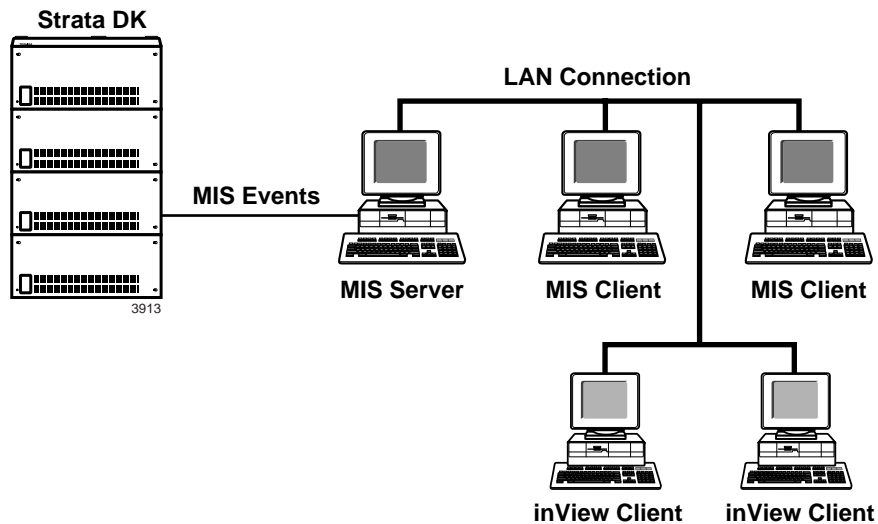 Strata DK
LAN Connection
MIS Events
MIS Server
MIS Client
MIS Client
3913
inView Client
inView Client